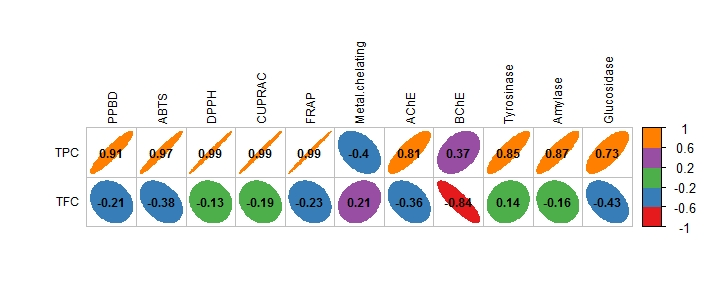 PPBD ABTS DPPH CUPRAC FRAP Metal.chelating AChE BChE Tyrosinase Amylase Glucosidase
TPC 0.91 0.97 0.99 0.99 0.99 -0.4 0.81 0.37 0.85 0.87 0.73
TFC -0.21 -0.38 -0.13 -0.19 -0.23 0.21 -0.36 -0.84 0.14 -0.16 -0.43
1
0.6
0.2
-0.2
-0.6
-1